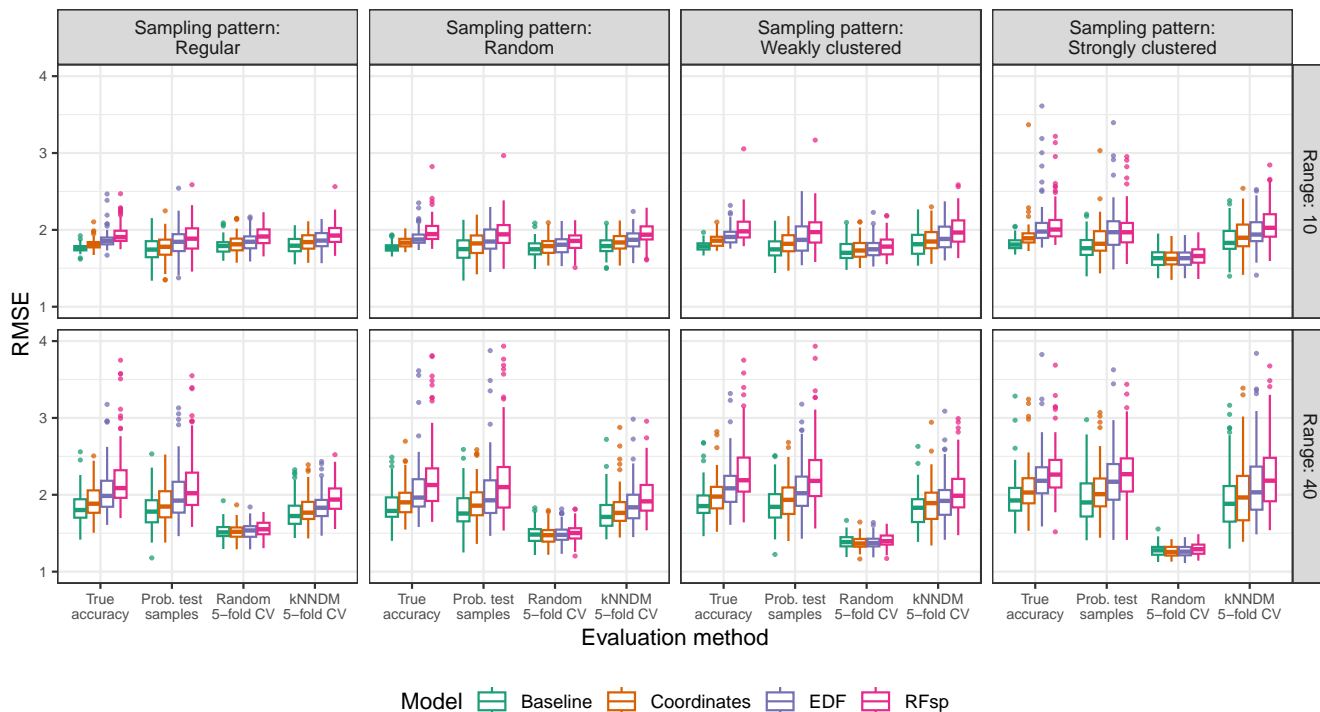 Sampling pattern:
Regular
Sampling pattern:
Random
Sampling pattern:
Weakly clustered
Sampling pattern:
Strongly clustered
Range: 10
Range: 40
RMSE
4
3
2
1
4
3
2
1
True
accuracy
Prob. test
samples
Random
5−fold CV
kNNDM
5−fold CV
True
accuracy
Prob. test
samples
Random
5−fold CV
kNNDM
5−fold CV
True
accuracy
Prob. test
samples
Random
5−fold CV
kNNDM
5−fold CV
True
accuracy
Prob. test
samples
Random
5−fold CV
kNNDM
5−fold CV
Evaluation method
Model Baseline Coordinates EDF RFsp